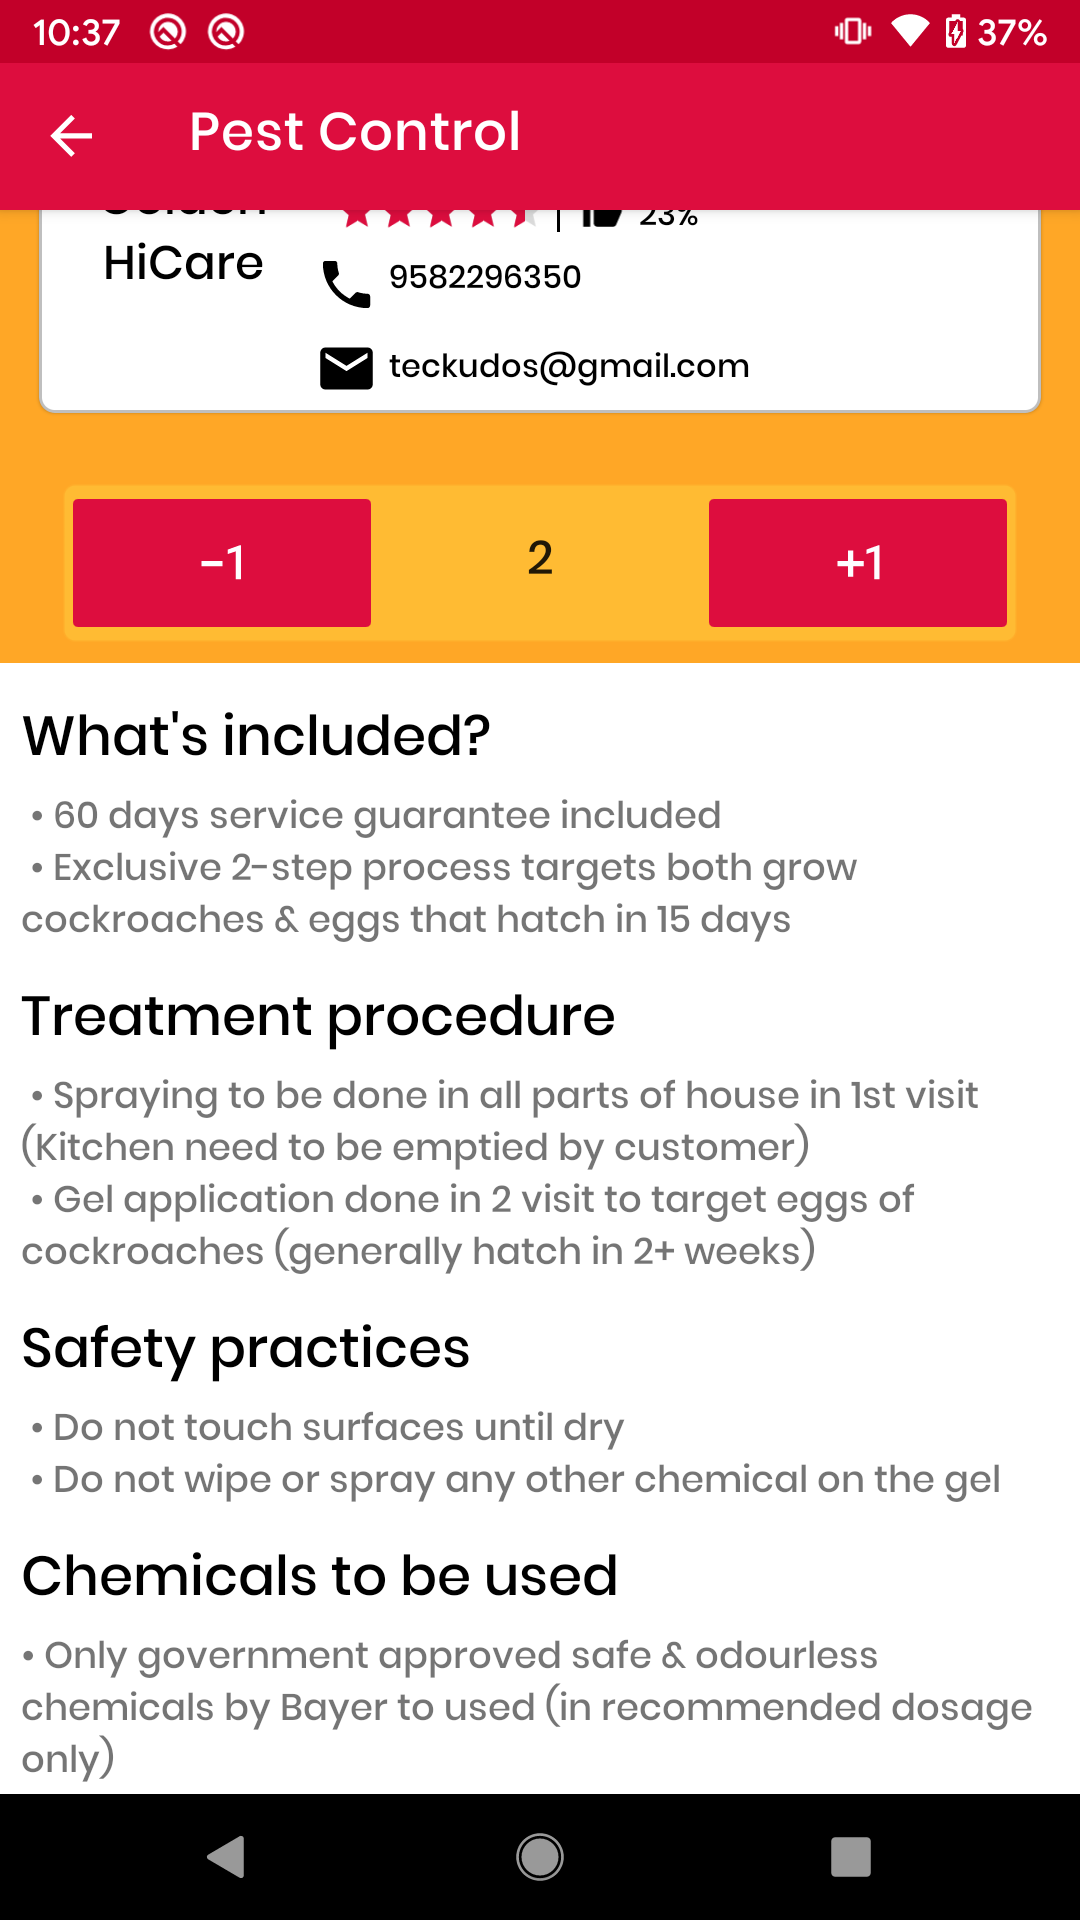 10:37
37%
Pest Control
23%
HiCare
9582296350
teckudos@gmail.com
-1
2
+1
What's included?
• 60 days service guarantee included
• Exclusive 2-step process targets both grow
cockroaches & eggs that hatch in 15 days
Treatment procedure
• Spraying to be done in all parts of house in 1st visit
(Kitchen need to be emptied by customer)
• Gel application done in 2 visit to target eggs of
cockroaches (generally hatch in 2+ weeks)
Safety practices
• Do not touch surfaces until dry
• Do not wipe or spray any other chemical on the gel
Chemicals to be used
• Only government approved safe & odourless
chemicals by Bayer to used (in recommended dosage
only)